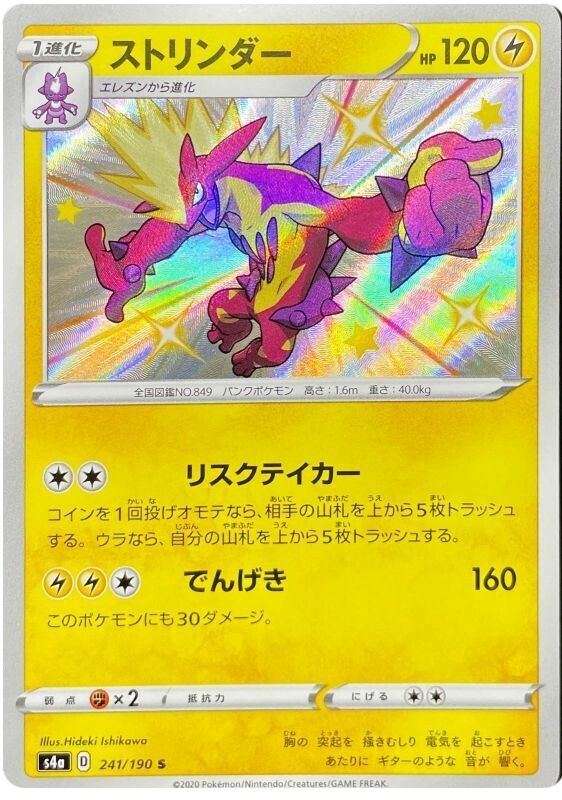 1進化 ストリンダー HP 120
エレズンから進化
全国図鑑NO.849 パンクポケモン 高さ：1.6m 重さ：40.0kg
リスクテイカー
コインを1回投げオモテなら、相手の山札を上から5枚トラッシュ
する。ウラなら、自分の山札を上から5枚トラッシュする。
でんげき 160
このポケモンにも30ダメージ。
弱点 ×2 抵抗力 にげる
Illus.Hideki Ishikawa
胸の 突起を 掻きむしり 電気を 起こすとき
あたりに ギターのような 音が 響く。
s4a D 241/190 S
©2020 Pokémon/Nintendo/Creatures/GAME FREAK.